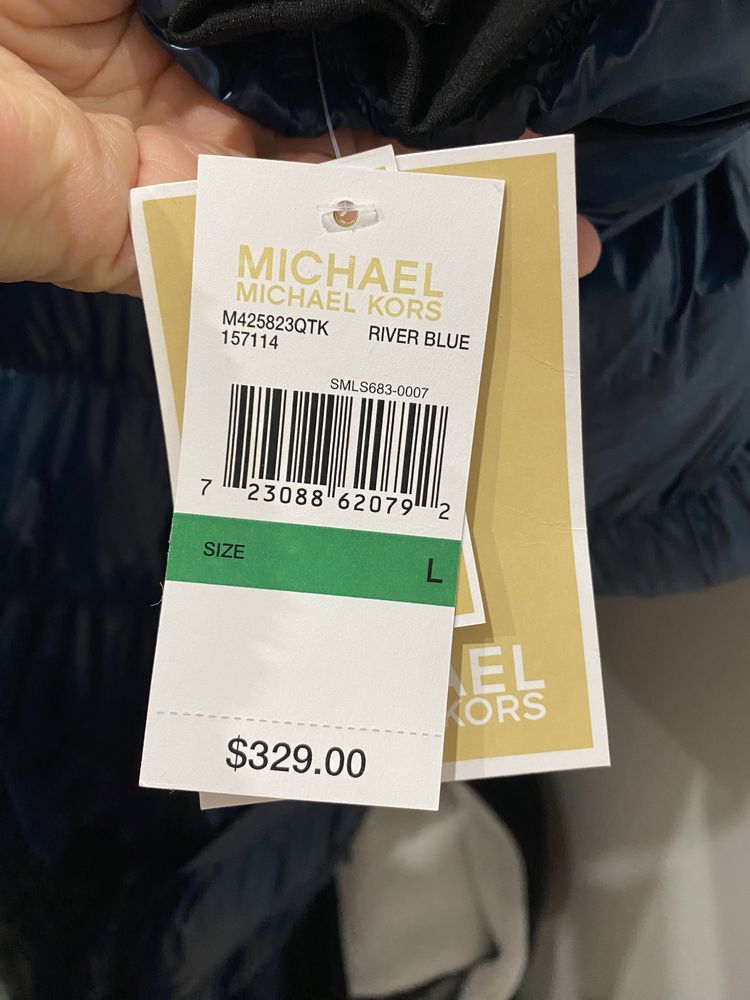 MICHAEL
MICHAEL KORS
M425823QTK RIVER BLUE
157114
SMLS683-0007
7 23088 62079 2
SIZE L
$329.00
AEL
KORS